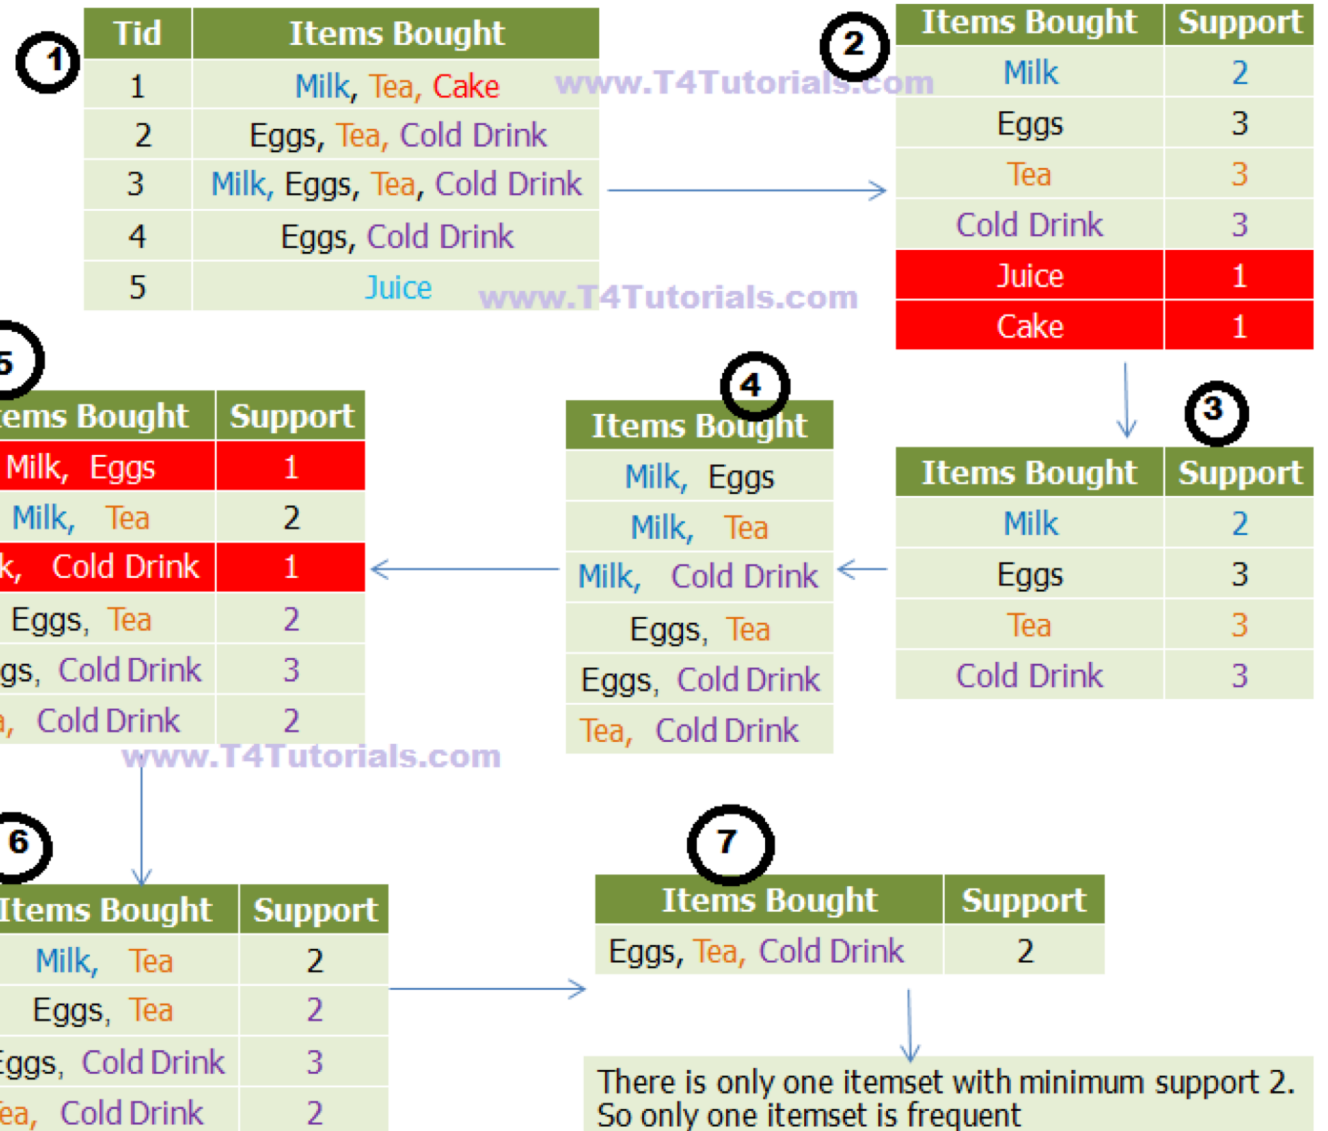 1
Tid Items Bought
1 Milk, Tea, Cake
2 Eggs, Tea, Cold Drink
3 Milk, Eggs, Tea, Cold Drink
4 Eggs, Cold Drink
5 Juice
www.T4Tutorials.com
www.T4Tutorials.com
2
Items Bought Support
Milk 2
Eggs 3
Tea 3
Cold Drink 3
Juice 1
Cake 1
3
Items Bought Support
Milk 2
Eggs 3
Tea 3
Cold Drink 3
4
Items Bought
Milk, Eggs
Milk, Tea
Milk, Cold Drink
Eggs, Tea
Eggs, Cold Drink
Tea, Cold Drink
5
Bought Support
Milk, Eggs 1
Milk, Tea 2
Cold Drink 1
Eggs, Tea 2
Cold Drink 3
Cold Drink 2
www.T4Tutorials.com
6
Items Bought Support
Milk, Tea 2
Eggs, Tea 2
Eggs, Cold Drink 3
Cold Drink 2
7
Items Bought Support
Eggs, Tea, Cold Drink 2
There is only one itemset with minimum support 2.
So only one itemset is frequent